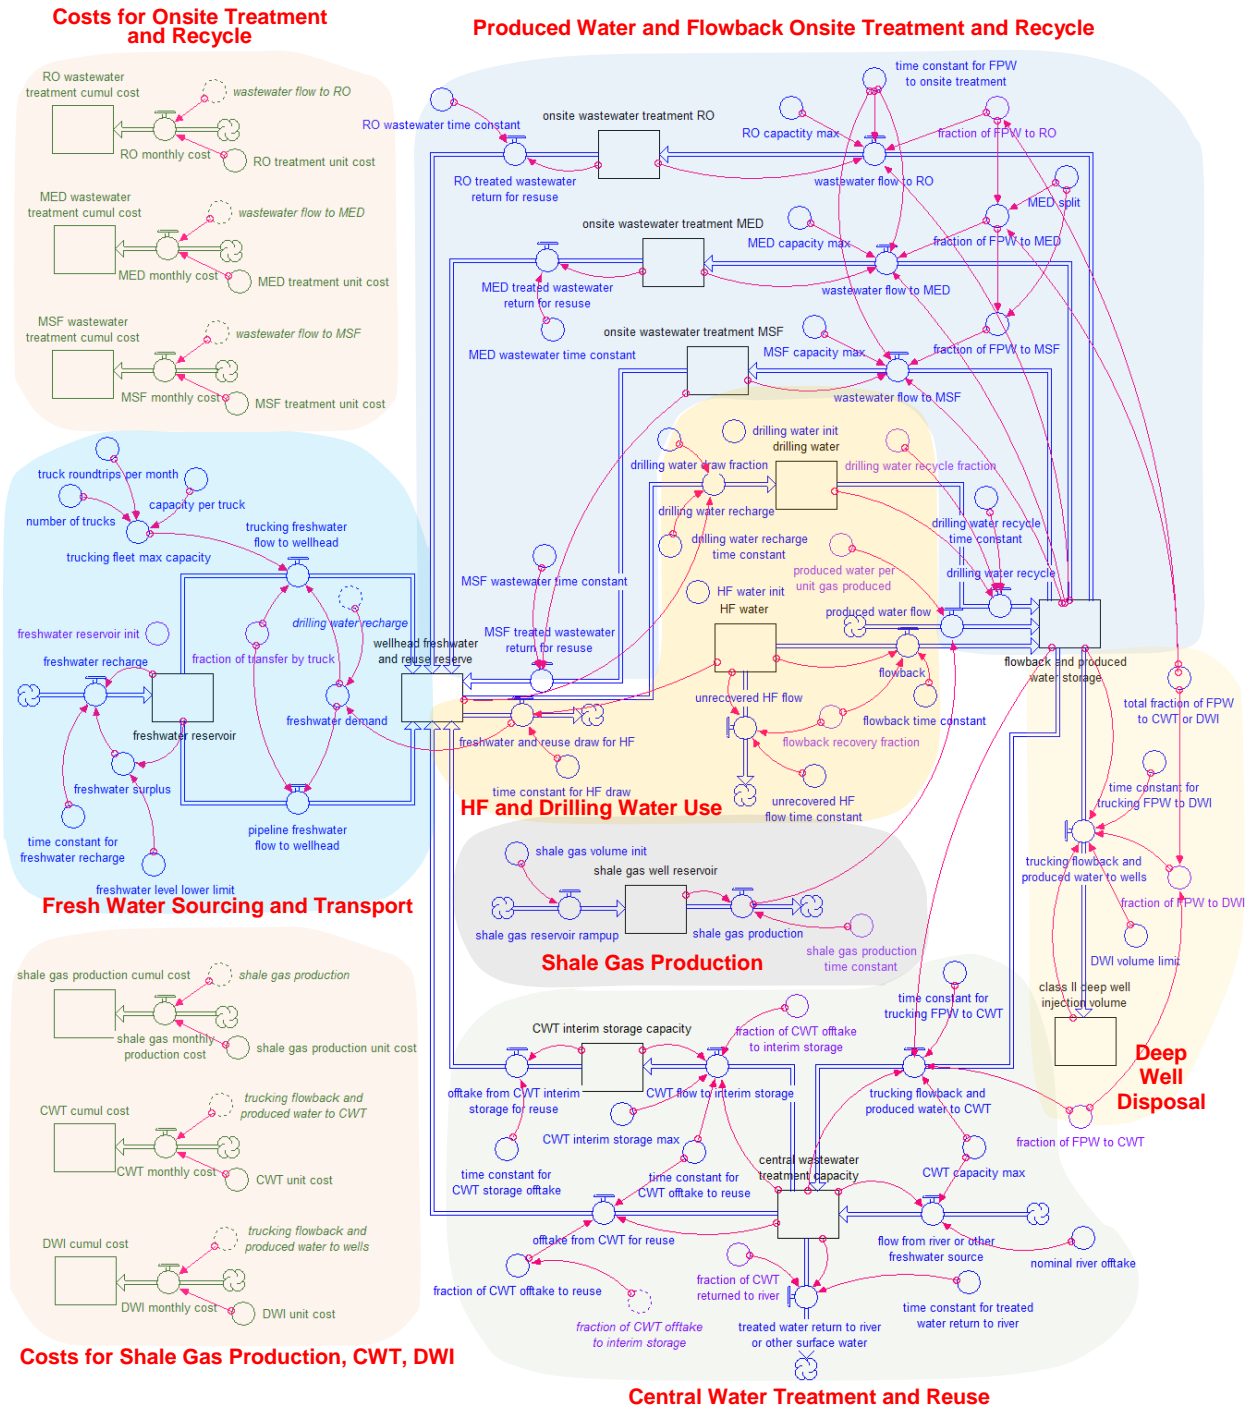 Costs for Onsite Treatment
and Recycle
RO wastewater
treatment cumul cost
wastewater flow to RO
RO monthly cost
RO treatment unit cost
MED wastewater
treatment cumul cost
wastewater flow to MED
MED monthly cost
MED treatment unit cost
MSF wastewater
treatment cumul cost
wastewater flow to MSF
MSF monthly cost
MSF treatment unit cost
Produced Water and Flowback Onsite Treatment and Recycle
time constant for FPW
to onsite treatment
RO wastewater time constant
onsite wastewater treatment RO
RO capactity max
fraction of FPW to RO
RO treated wastewater
return for resuse
wastewater flow to RO
MED split
onsite wastewater treatment MED
MED capacity max
fraction of FPW to MED
MED treated wastewater
return for resuse
wastewater flow to MED
MED wastewater time constant
onsite wastewater treatment MSF
MSF capacity max
fraction of FPW to MSF
wastewater flow to MSF
MSF wastewater time constant
MSF treated wastewater
return for resuse
drilling water init
drilling water
drilling water draw fraction
drilling water recycle fraction
drilling water recharge
drilling water recharge
time constant
drilling water recycle
time constant
drilling water recycle
produced water per
unit gas produced
HF water init
HF water
produced water flow
flowback and produced
water storage
flowback
unrecovered HF flow
flowback time constant
flowback recovery fraction
freshwater and reuse draw for HF
time constant for HF draw
unrecovered HF
flow time constant
HF and Drilling Water Use
truck roundtrips per month
capacity per truck
number of trucks
trucking fleet max capacity
trucking freshwater
flow to wellhead
drilling water recharge
freshwater reservoir init
fraction of transfer by truck
wellhead freshwater
and reuse reserve
freshwater recharge
freshwater reservoir
freshwater demand
freshwater surplus
time constant for
freshwater recharge
pipeline freshwater
flow to wellhead
freshwater level lower limit
Fresh Water Sourcing and Transport
shale gas volume init
shale gas well reservoir
shale gas reservoir rampup
shale gas production
shale gas production
time constant
Shale Gas Production
total fraction of FPW
to CWT or DWI
time constant for
trucking FPW to DWI
trucking flowback and
produced water to wells
fraction of FPW to DWI
DWI volume limit
class II deep well
injection volume
Deep
Well
Disposal
shale gas production cumul cost
shale gas production
shale gas monthly
production cost
shale gas production unit cost
CWT cumul cost
trucking flowback and
produced water to CWT
CWT monthly cost
CWT unit cost
DWI cumul cost
trucking flowback and
produced water to wells
DWI monthly cost
DWI unit cost
Costs for Shale Gas Production, CWT, DWI
CWT interim storage capacity
fraction of CWT offtake
to interim storage
time constant for
trucking FPW to CWT
offtake from CWT interim
storage for reuse
CWT flow to interim storage
trucking flowback and
produced water to CWT
CWT interim storage max
fraction of FPW to CWT
time constant for
CWT storage offtake
time constant for
CWT offtake to reuse
central wastewater
treatment capacity
CWT capacity max
offtake from CWT for reuse
flow from river or other
freshwater source
nominal river offtake
fraction of CWT offtake to reuse
fraction of CWT
returned to river
time constant for treated
water return to river
fraction of CWT offtake
to interim storage
treated water return to river
or other surface water
Central Water Treatment and Reuse